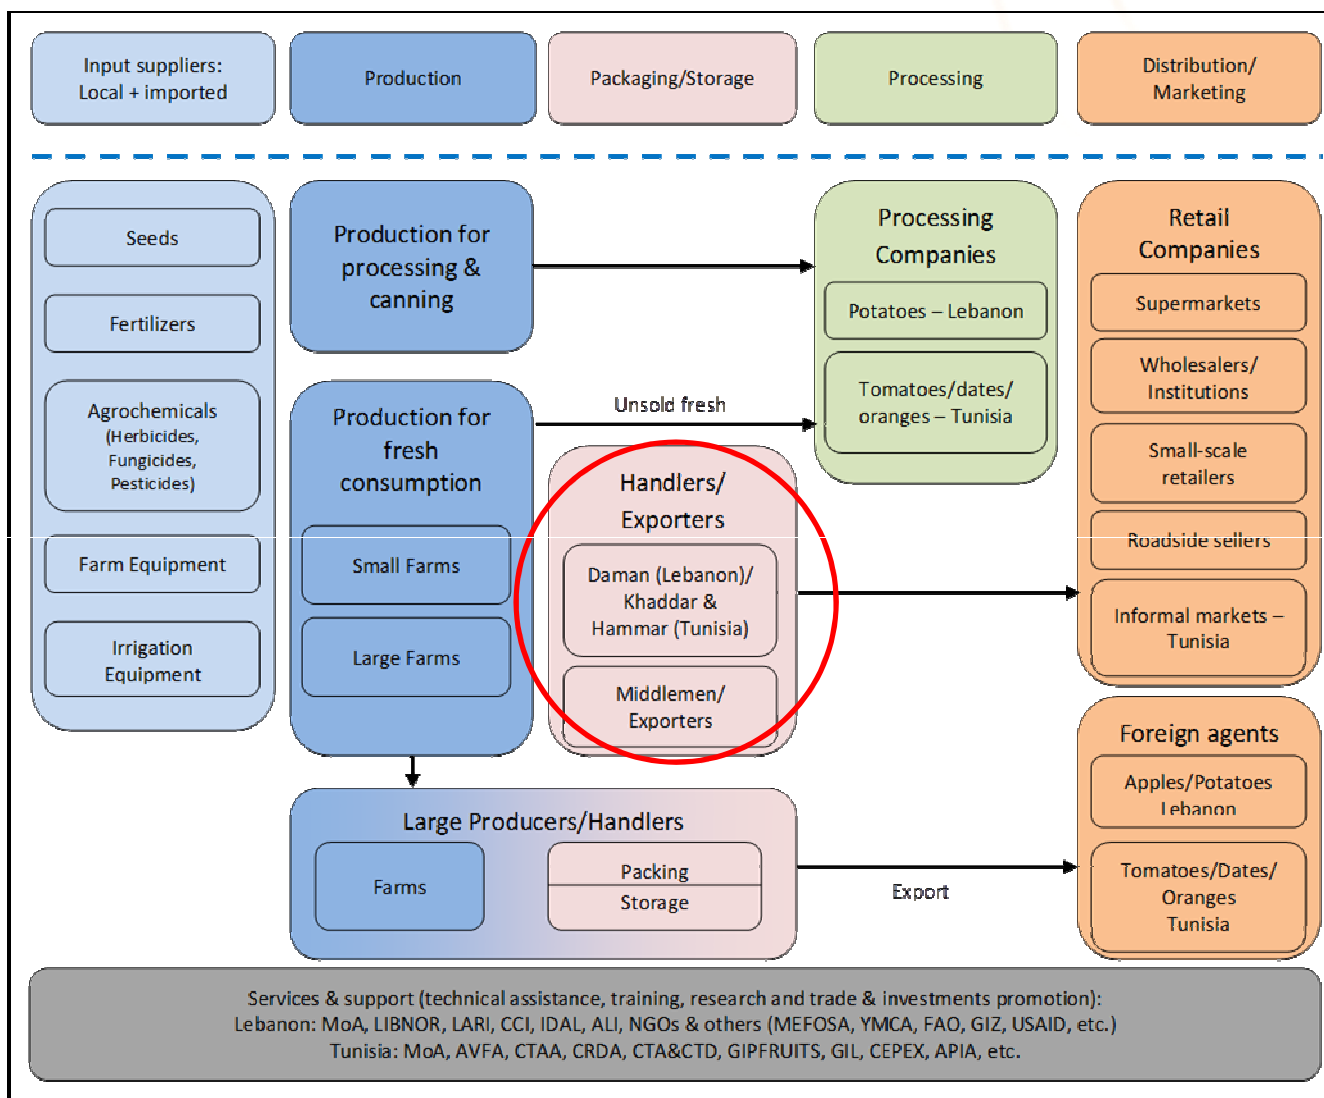 Input suppliers:
Local + imported
Production
Packaging/Storage
Processing
Distribution/
Marketing
Seeds
Fertilizers
Agrochemicals
(Herbicides,
Fungicides,
Pesticides)
Farm Equipment
Irrigation
Equipment
Production for
processing &
canning
Production for
fresh
consumption
Small Farms
Large Farms
Unsold fresh
Handlers/
Exporters
Daman (Lebanon)/
Khaddar &
Hammar (Tunisia)
Middlemen/
Exporters
Processing
Companies
Potatoes – Lebanon
Tomatoes/dates/
oranges – Tunisia
Retail
Companies
Supermarkets
Wholesalers/
Institutions
Small-scale
retailers
Roadside sellers
Informal markets –
Tunisia
Large Producers/Handlers
Farms
Packing
Storage
Export
Foreign agents
Apples/Potatoes
Lebanon
Tomatoes/Dates/
Oranges
Tunisia
Services & support (technical assistance, training, research and trade & investments promotion):
Lebanon: MoA, LIBNOR, LARI, CCI, IDAL, ALI, NGOs & others (MEFOSA, YMCA, FAO, GIZ, USAID, etc.)
Tunisia: MoA, AVFA, CTAA, CRDA, CTA&CTD, GIPFRUITS, GIL, CEPEX, APIA, etc.